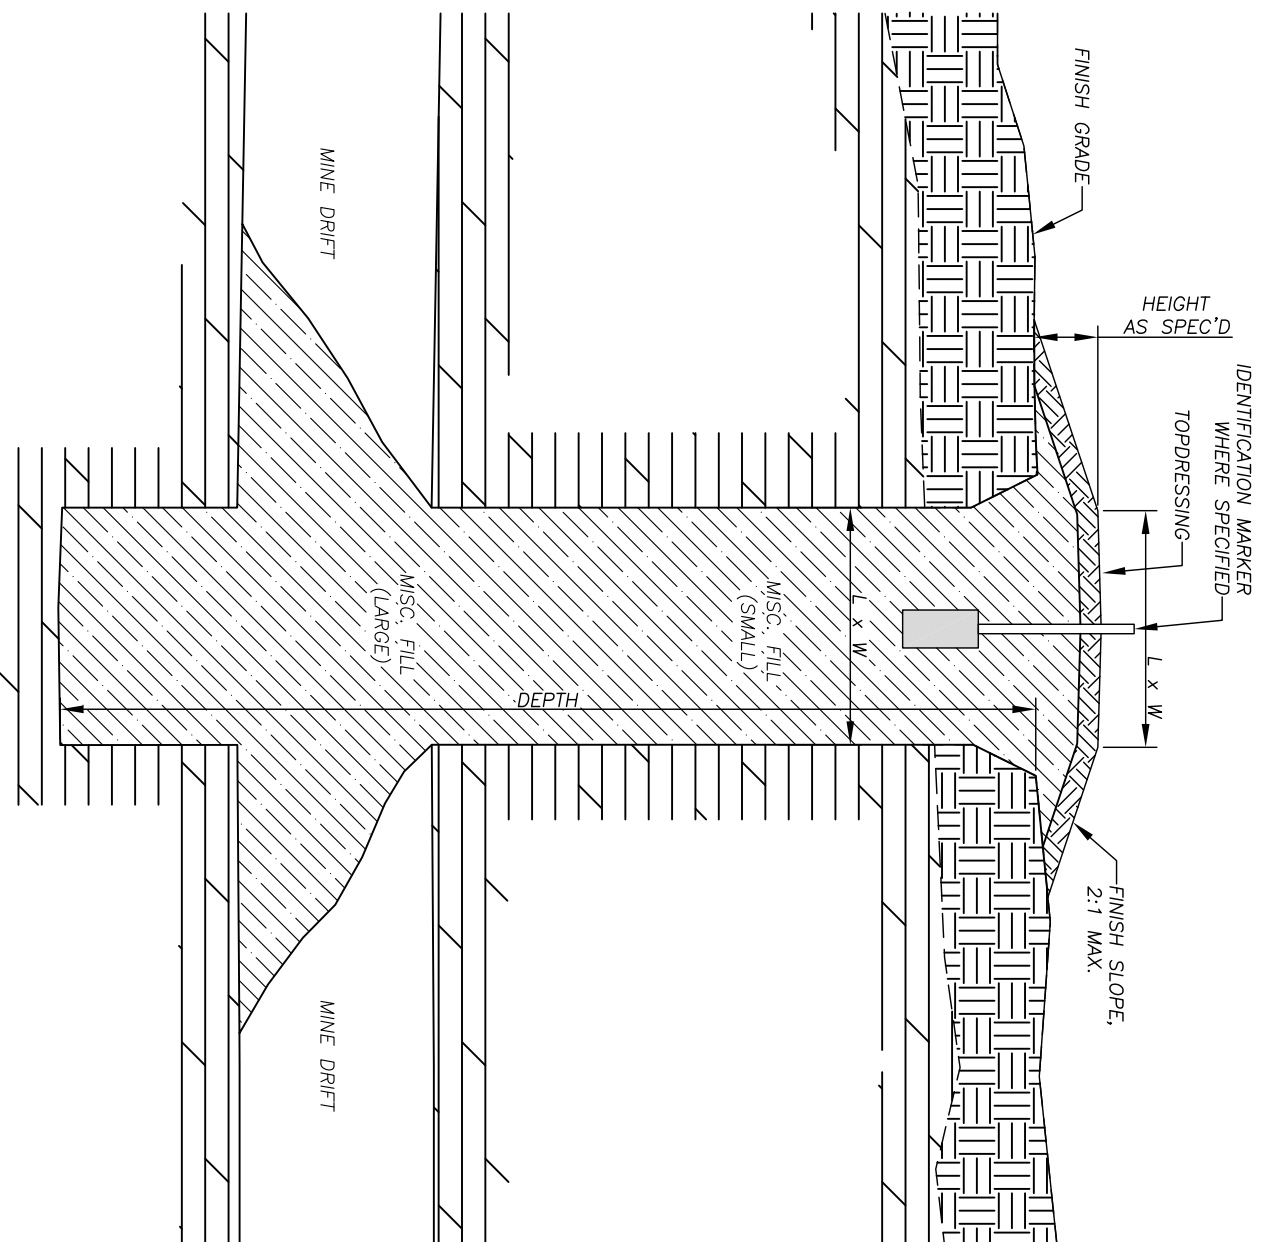 HEIGHT
AS SPEC'D
IDENTIFICATION MARKER
WHERE SPECIFIED
TOPDRESSING
FINISH GRADE
L x W
FINISH SLOPE,
2:1 MAX.
L x W
MISC. FILL
(SMALL)
DEPTH
MISC. FILL
(LARGE)
MINE DRIFT
MINE DRIFT